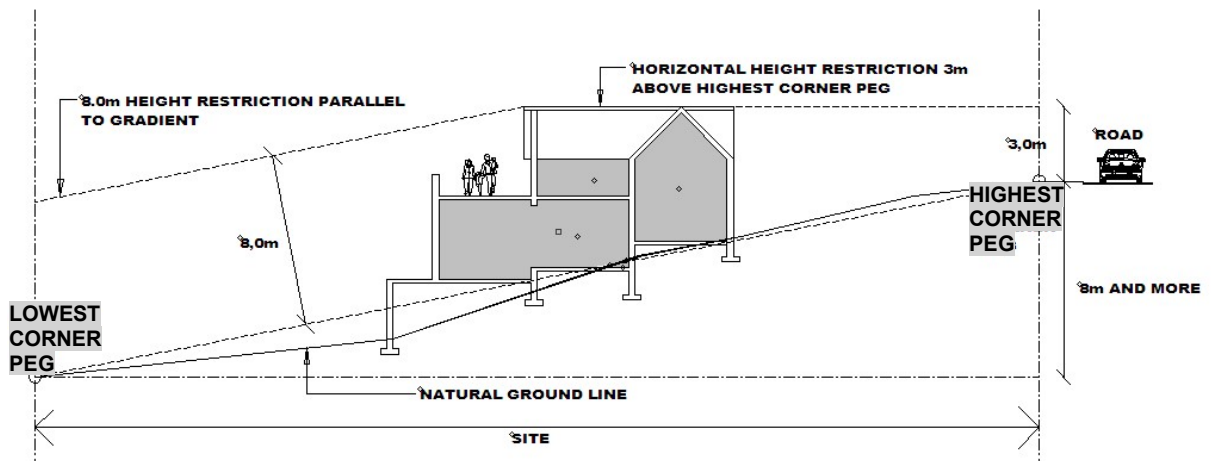 HORIZONTAL HEIGHT RESTRICTION 3m
ABOVE HIGHEST CORNER PEG
8.0m HEIGHT RESTRICTION PARALLEL
TO GRADIENT
3,0m
ROAD
HIGHEST
CORNER
PEG
8,0m
8m AND MORE
LOWEST
CORNER
PEG
NATURAL GROUND LINE
SITE